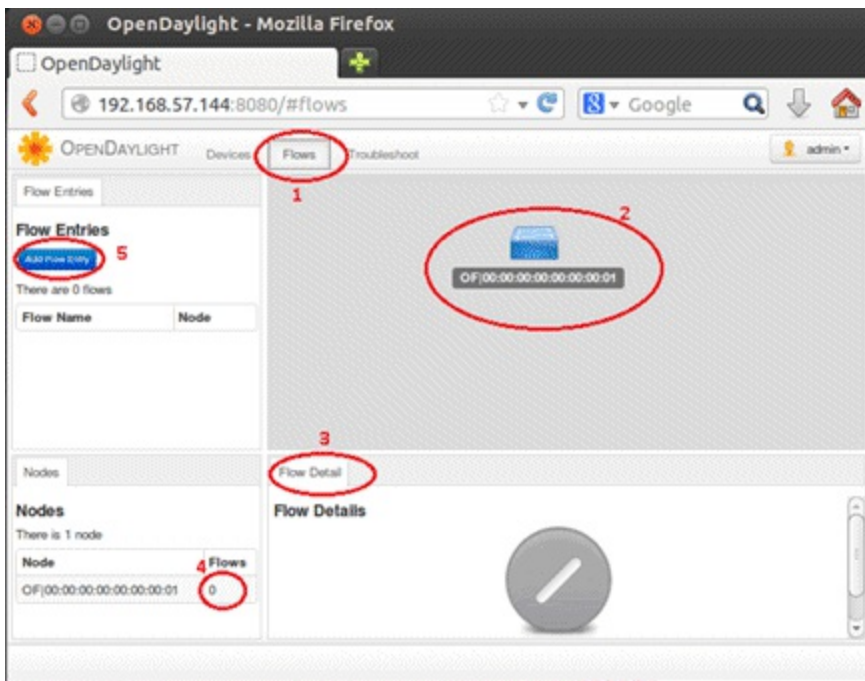 OpenDaylight - Mozilla Firefox
OpenDaylight
192.168.57.144:8080/#flows
8 Google
OPENDAYLIGHT
Devices
Flows
Troubleshoot
admin
1
Flow Entries
Flow Entries
Add Flow Entry
5
There are 0 flows
Flow Name Node
2
OF|00:00:00:00:00:00:00:01
3
Nodes
Nodes
There is 1 node
Node 4 Flows
OF|00:00:00:00:00:00:00:01 0
Flow Detail
Flow Details